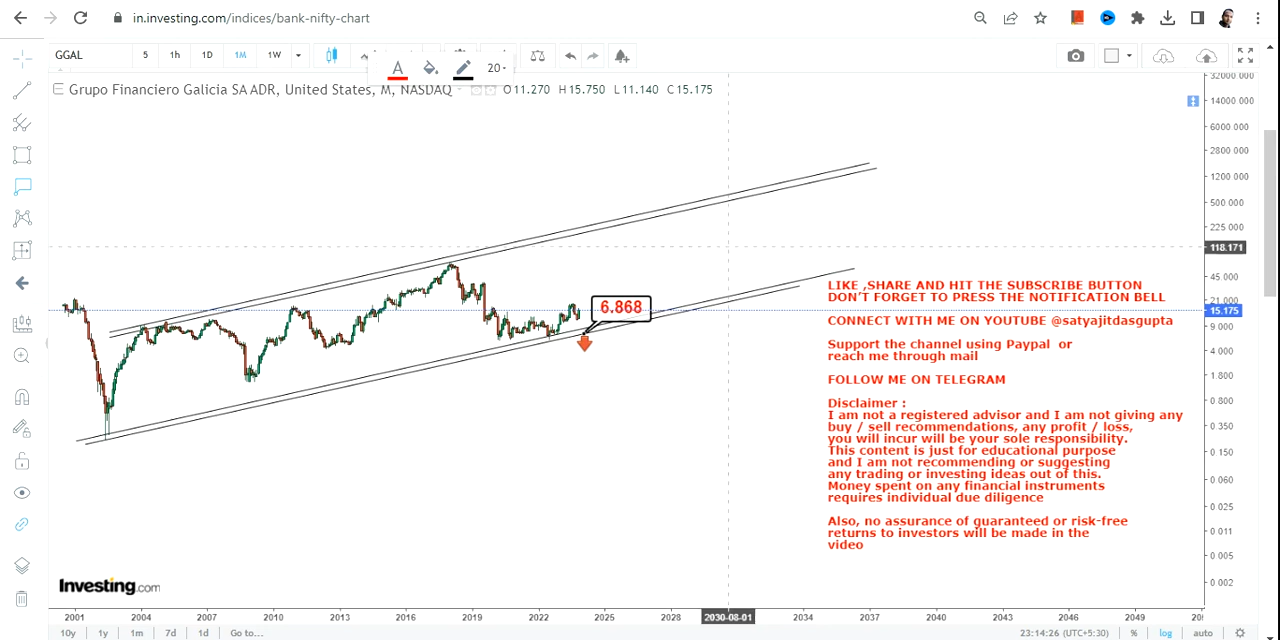 in.investing.com/indices/bank-nifty-chart
GGAL 5 1h 1D 1M 1W A 20
Grupo Financiero Galicia SA ADR, United States, M, NASDAQ O11.270 H15.750 L11.140 C15.175
32000.000
14000.000
6000.000
2800.000
1200.000
500.000
225.000
118.171
45.000
21.000
15.175
9.000
4.000
1.800
0.800
0.350
0.150
0.060
0.025
0.011
0.005
0.002
6.868
LIKE ,SHARE AND HIT THE SUBSCRIBE BUTTON
DON'T FORGET TO PRESS THE NOTIFICATION BELL
CONNECT WITH ME ON YOUTUBE @satyajitdasgupta
Support the channel using Paypal or
reach me through mail
FOLLOW ME ON TELEGRAM
Disclaimer :
I am not a registered advisor and I am not giving any
buy / sell recommendations, any profit / loss,
you will incur will be your sole responsibility.
This content is just for educational purpose
and I am not recommending or suggesting
any trading or investing ideas out of this.
Money spent on any financial instruments
requires individual due diligence
Also, no assurance of guaranteed or risk-free
returns to investors will be made in the
video
Investing.com
2001 2004 2007 2010 2013 2016 2019 2022 2025 2028 2030-08-01 2034 2037 2040 2043 2046 2049
10y 1y 1m 7d 1d Go to... 23:14:26 (UTC+5:30) % log auto